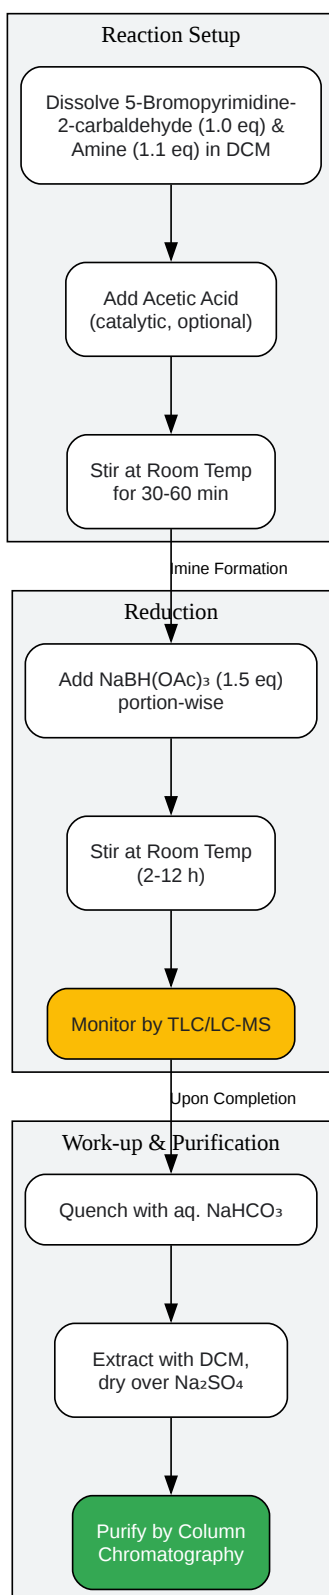 Reaction Setup
Dissolve 5-Bromopyrimidine-
2-carbaldehyde (1.0 eq) &
Amine (1.1 eq) in DCM
Add Acetic Acid
(catalytic, optional)
Stir at Room Temp
for 30-60 min
Imine Formation
Reduction
Add NaBH(OAc)₃ (1.5 eq)
portion-wise
Stir at Room Temp
(2-12 h)
Monitor by TLC/LC-MS
Upon Completion
Work-up & Purification
Quench with aq. NaHCO₃
Extract with DCM,
dry over Na₂SO₄
Purify by Column
Chromatography